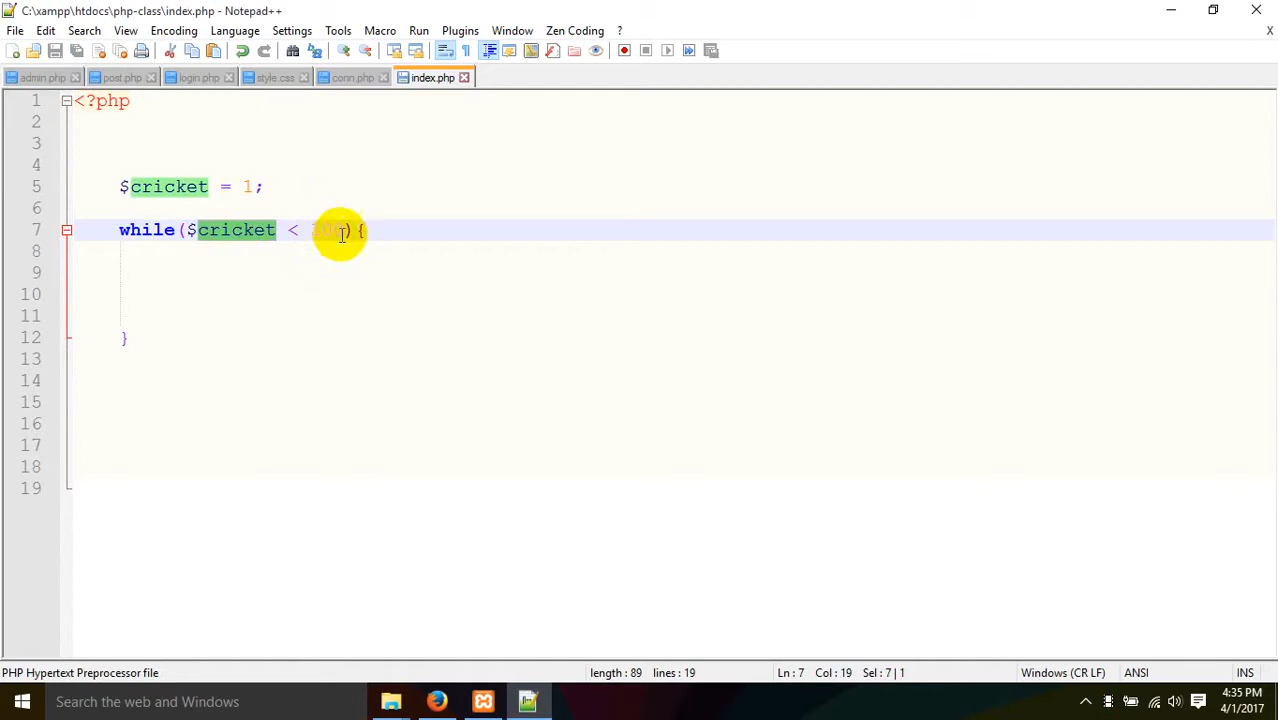 C:\xampp\htdocs\php-class\index.php - Notepad++
File Edit Search View Encoding Language Settings Tools Macro Run Plugins Window Zen Coding ? X
admin.php post.php login.php style.css conn.php index.php
1 <?php
2
3
4
5 $cricket = 1;
6
7 while($cricket < ){
8
9
10
11
12 }
13
14
15
16
17
18
19
PHP Hypertext Preprocessor file length : 89 lines : 19 Ln : 7 Col : 19 Sel : 7 | 1 Windows (CR LF) ANSI INS
Search the web and Windows 4:35 PM
4/1/2017